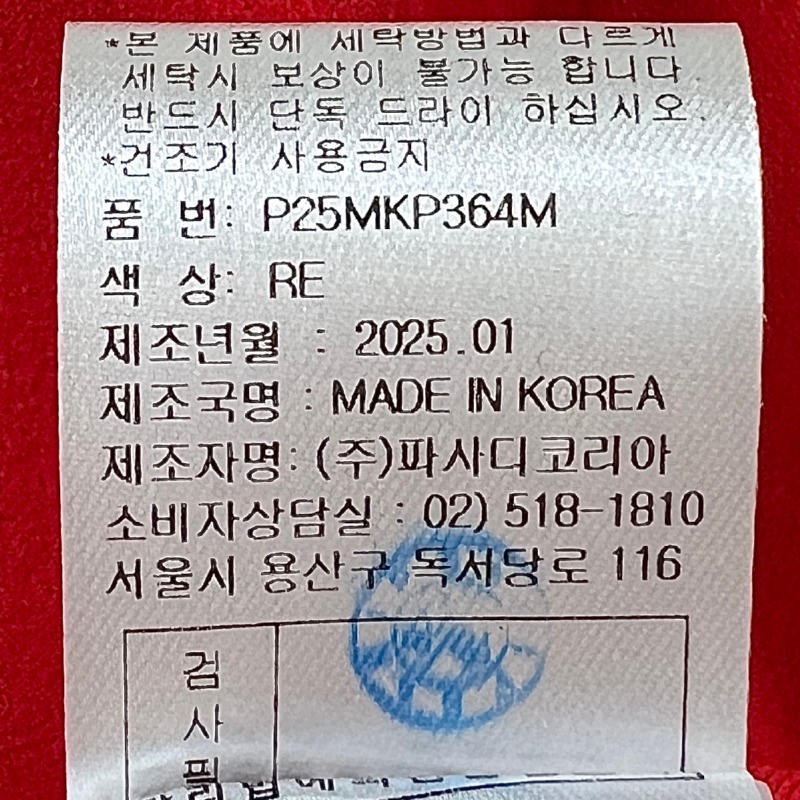 *본 제품에 세탁방법과 다르게
세탁시 보상이 불가능 합니다.
반드시 단독 드라이 하십시오.
*건조기 사용금지
품 번: P25MKP364M
색 상: RE
제조년월 : 2025.01
제조국명 : MADE IN KOREA
제조자명: (주)파사디코리아
소비자상담실 : 02) 518-1810
서울시 용산구 독서당로 116
검
사
필